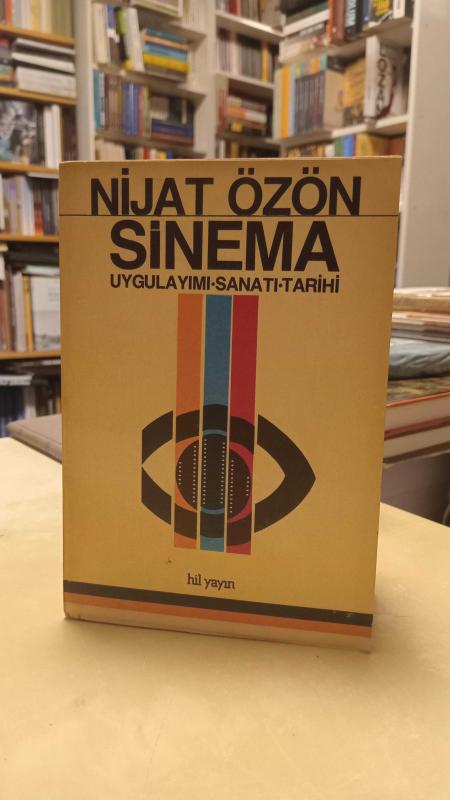 NİJAT ÖZÖN
SİNEMA
UYGULAYIMI•SANATI•TARİHİ
hil yayın